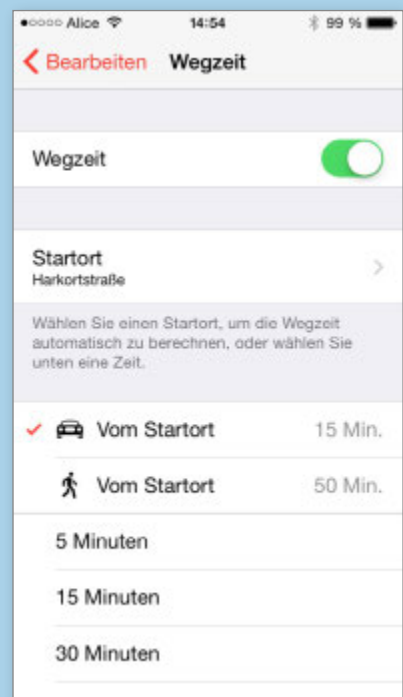 Alice 14:54 99 %
Bearbeiten Wegzeit
Wegzeit
Startort
Harkortstraße
Wählen Sie einen Startort, um die Wegzeit
automatisch zu berechnen, oder wählen Sie
unten eine Zeit.
Vom Startort 15 Min.
Vom Startort 50 Min.
5 Minuten
15 Minuten
30 Minuten